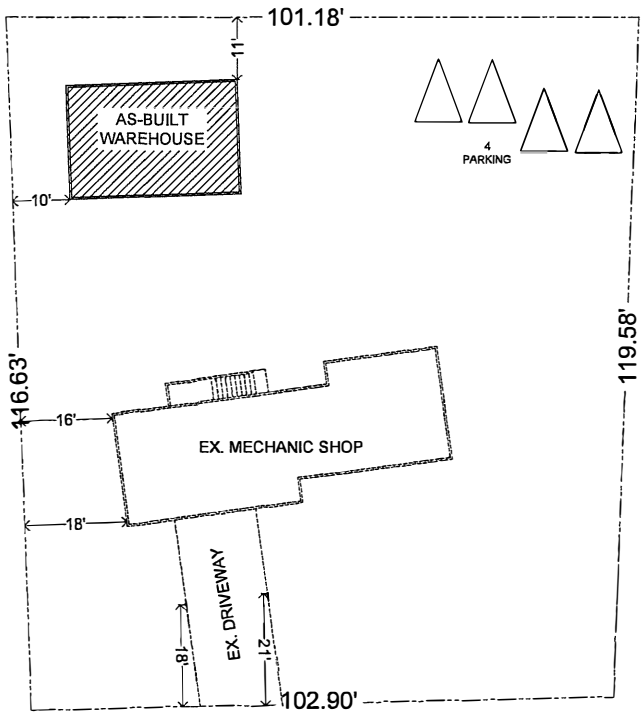 101.18'
11'
AS-BUILT
WAREHOUSE
4
PARKING
10'
116.63'
119.58'
16'
EX. MECHANIC SHOP
18'
EX. DRIVEWAY
18'
21'
102.90'